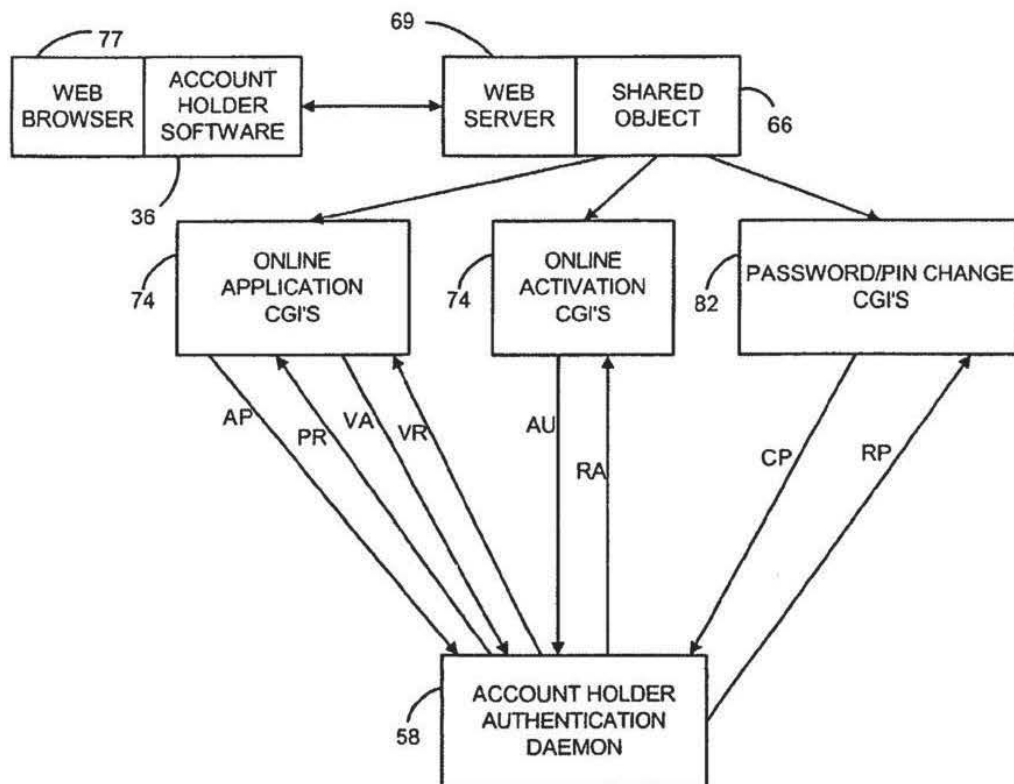 77
69
WEB
BROWSER
ACCOUNT
HOLDER
SOFTWARE
WEB
SERVER
SHARED
OBJECT
66
36
ONLINE
APPLICATION
CGI'S
74
ONLINE
ACTIVATION
CGI'S
74
PASSWORD/PIN CHANGE
CGI'S
82
AP
PR
VA
VR
AU
RA
CP
RP
ACCOUNT HOLDER
AUTHENTICATION
DAEMON
58